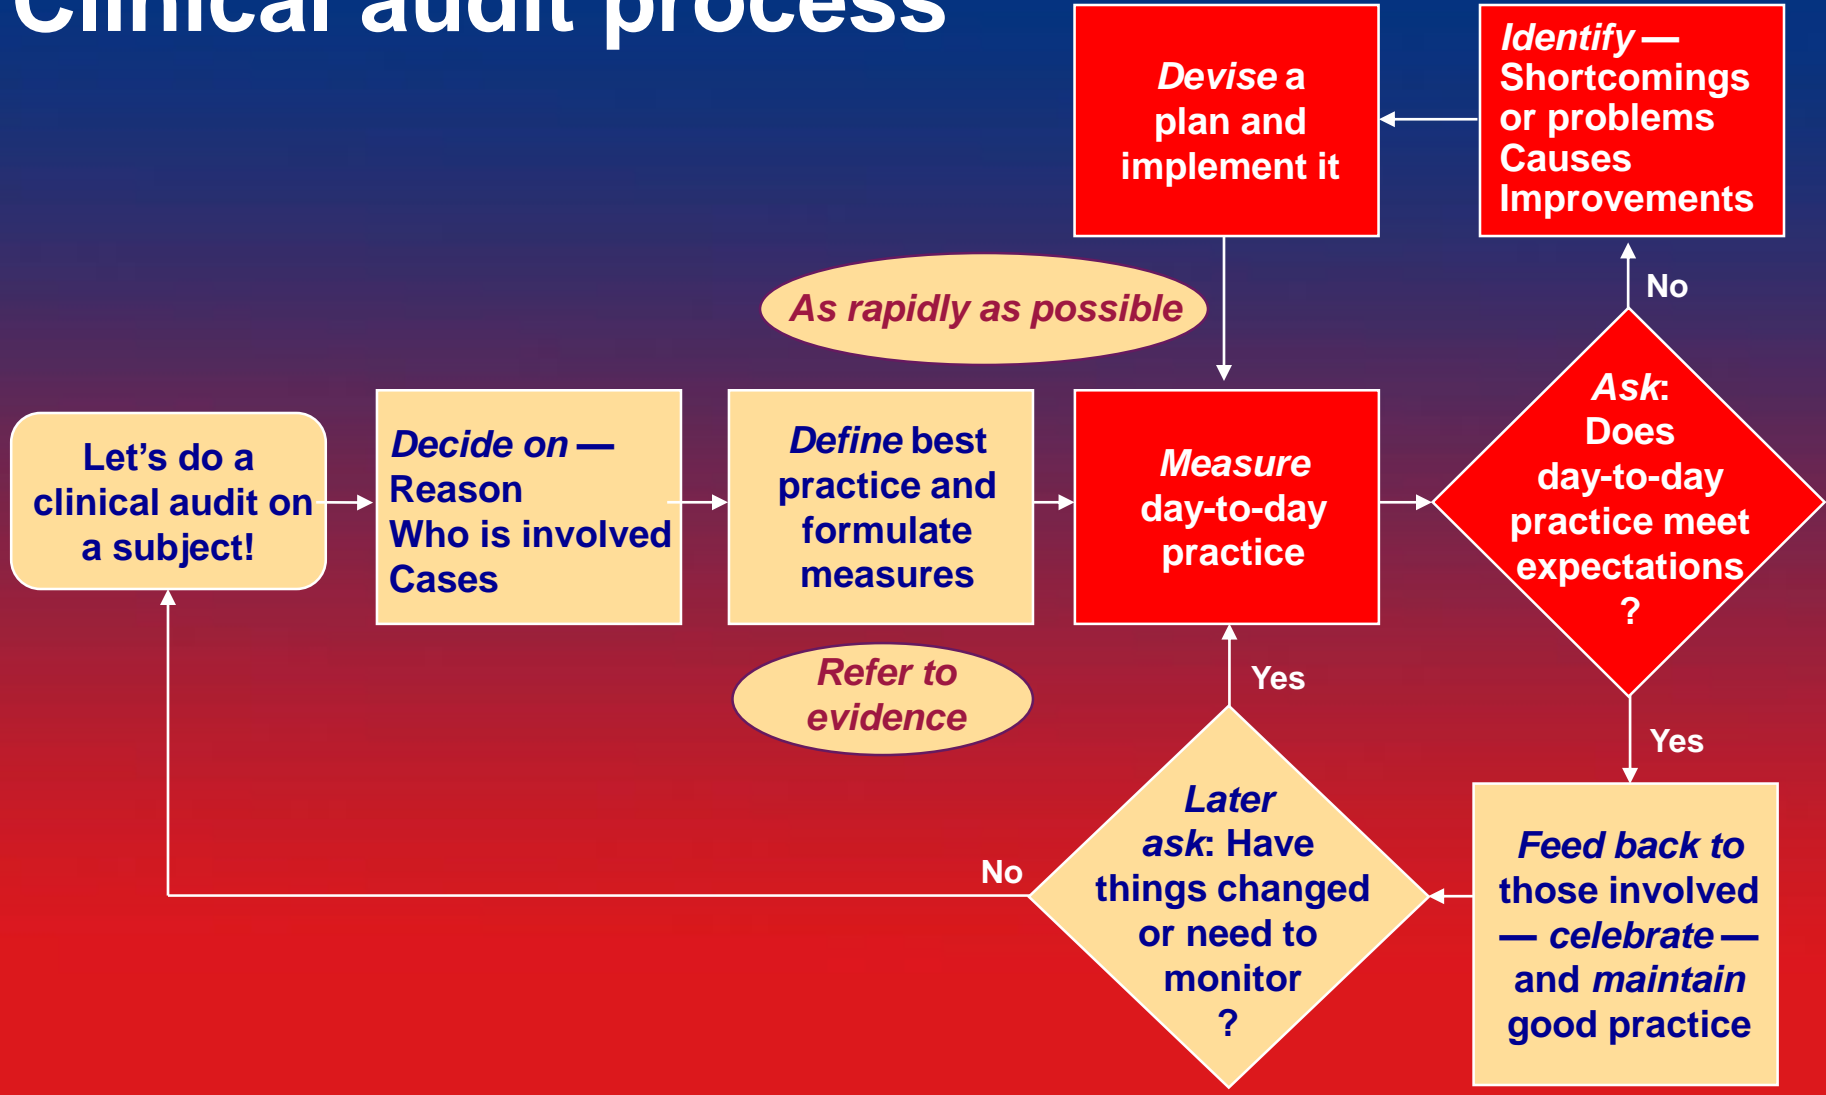 Clinical audit process
Devise a
plan and
implement it
Identify —
Shortcomings
or problems
Causes
Improvements
As rapidly as possible
No
Let’s do a
clinical audit on
a subject!
Decide on —
Reason
Who is involved
Cases
Define best
practice and
formulate
measures
Measure
day-to-day
practice
Ask:
Does
day-to-day
practice meet
expectations
?
Refer to
evidence
Yes
Yes
No
Later
ask: Have
things changed
or need to
monitor
?
Feed back to
those involved
— celebrate —
and maintain
good practice